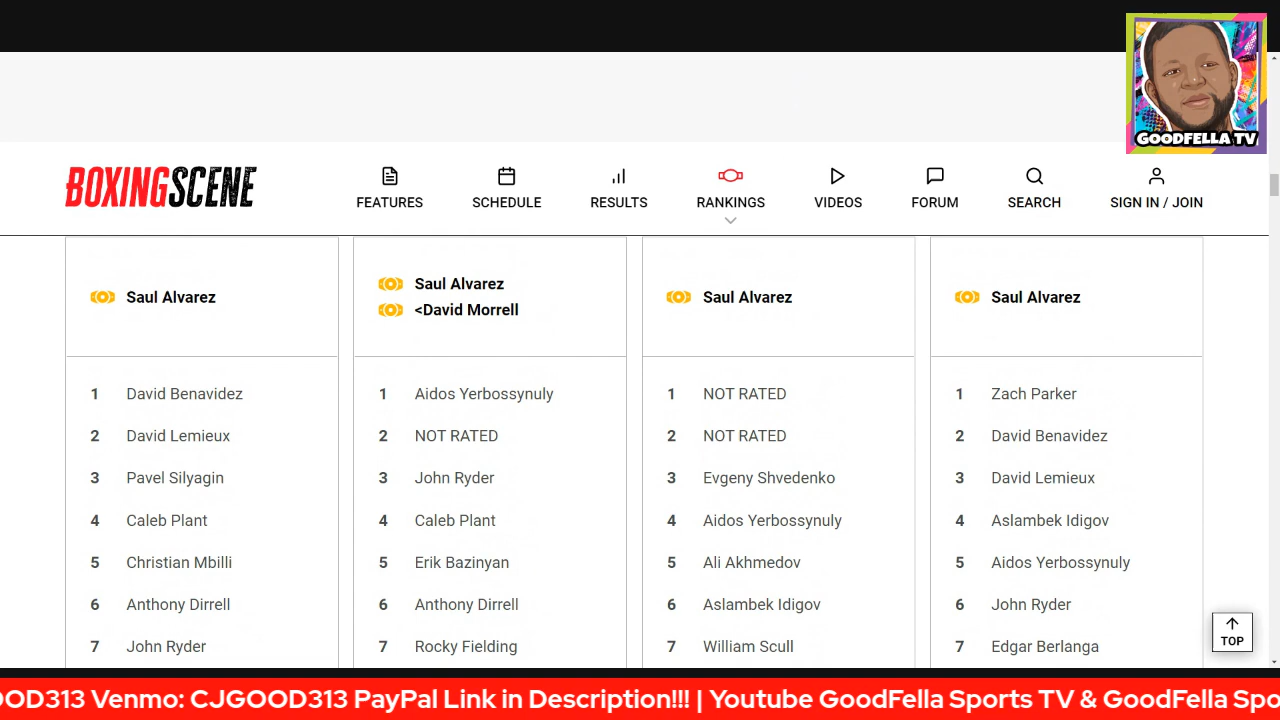 GOODFELLA TV
BOXINGSCENE
FEATURES
SCHEDULE
RESULTS
RANKINGS
VIDEOS
FORUM
SEARCH
SIGN IN / JOIN
Saul Alvarez
1 David Benavidez
2 David Lemieux
3 Pavel Silyagin
4 Caleb Plant
5 Christian Mbilli
6 Anthony Dirrell
7 John Ryder
Saul Alvarez
<David Morrell
1 Aidos Yerbossynuly
2 NOT RATED
3 John Ryder
4 Caleb Plant
5 Erik Bazinyan
6 Anthony Dirrell
7 Rocky Fielding
Saul Alvarez
1 NOT RATED
2 NOT RATED
3 Evgeny Shvedenko
4 Aidos Yerbossynuly
5 Ali Akhmedov
6 Aslambek Idigov
7 William Scull
Saul Alvarez
1 Zach Parker
2 David Benavidez
3 David Lemieux
4 Aslambek Idigov
5 Aidos Yerbossynuly
6 John Ryder
7 Edgar Berlanga
TOP
OOD313 Venmo: CJGOOD313 PayPal Link in Description!!! | Youtube GoodFella Sports TV & GoodFella Spo